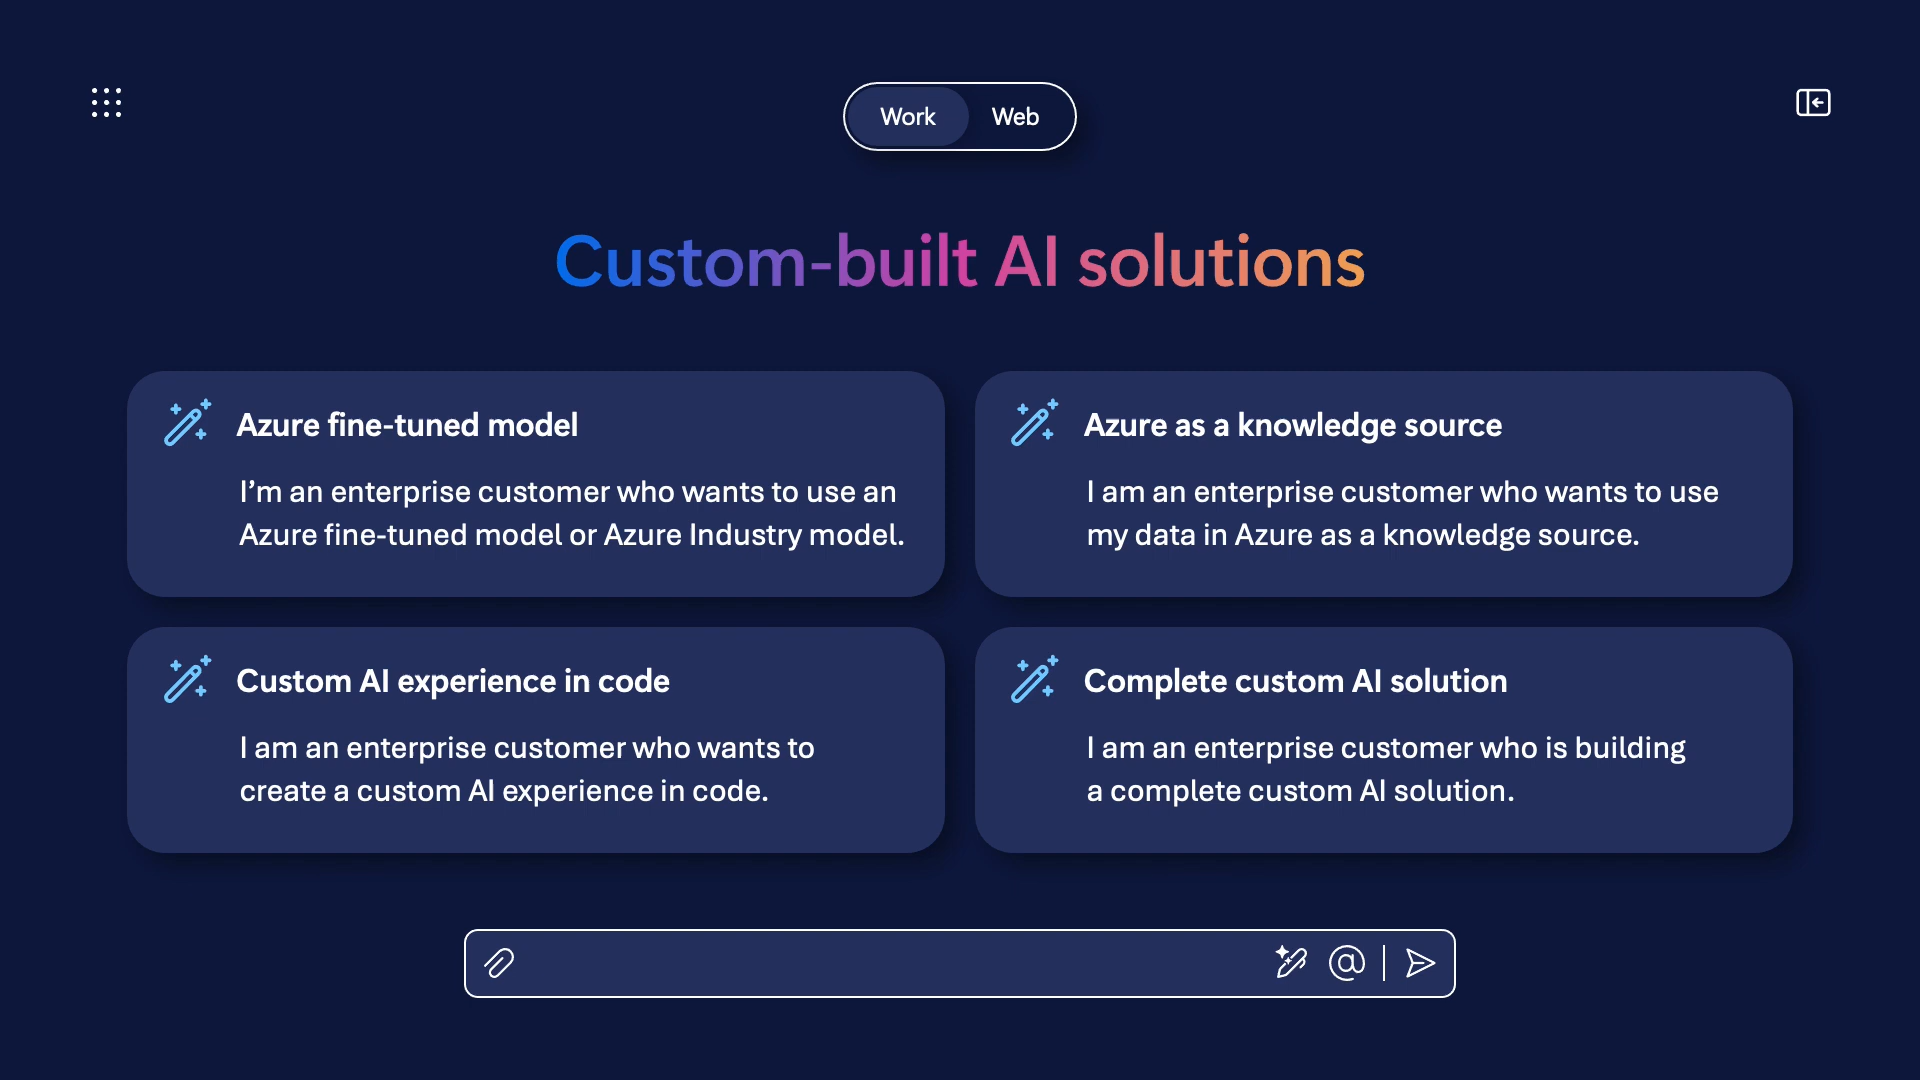 Work
Web
Custom-built AI solutions
Azure fine-tuned model
I’m an enterprise customer who wants to use an
Azure fine-tuned model or Azure Industry model.
Azure as a knowledge source
I am an enterprise customer who wants to use
my data in Azure as a knowledge source.
Custom AI experience in code
I am an enterprise customer who wants to
create a custom AI experience in code.
Complete custom AI solution
I am an enterprise customer who is building
a complete custom AI solution.
@